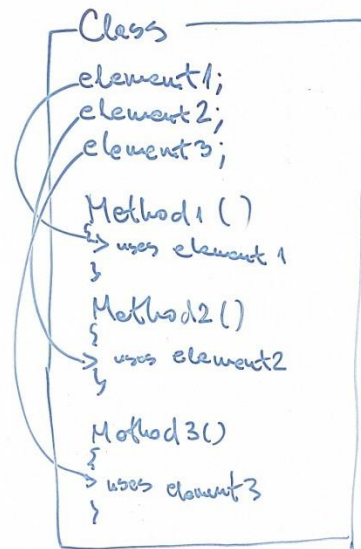 Class
element1;
element2;
element3;
Method1()
{
uses element1
}
Method2()
{
uses element2
}
Method3()
{
uses element3
}